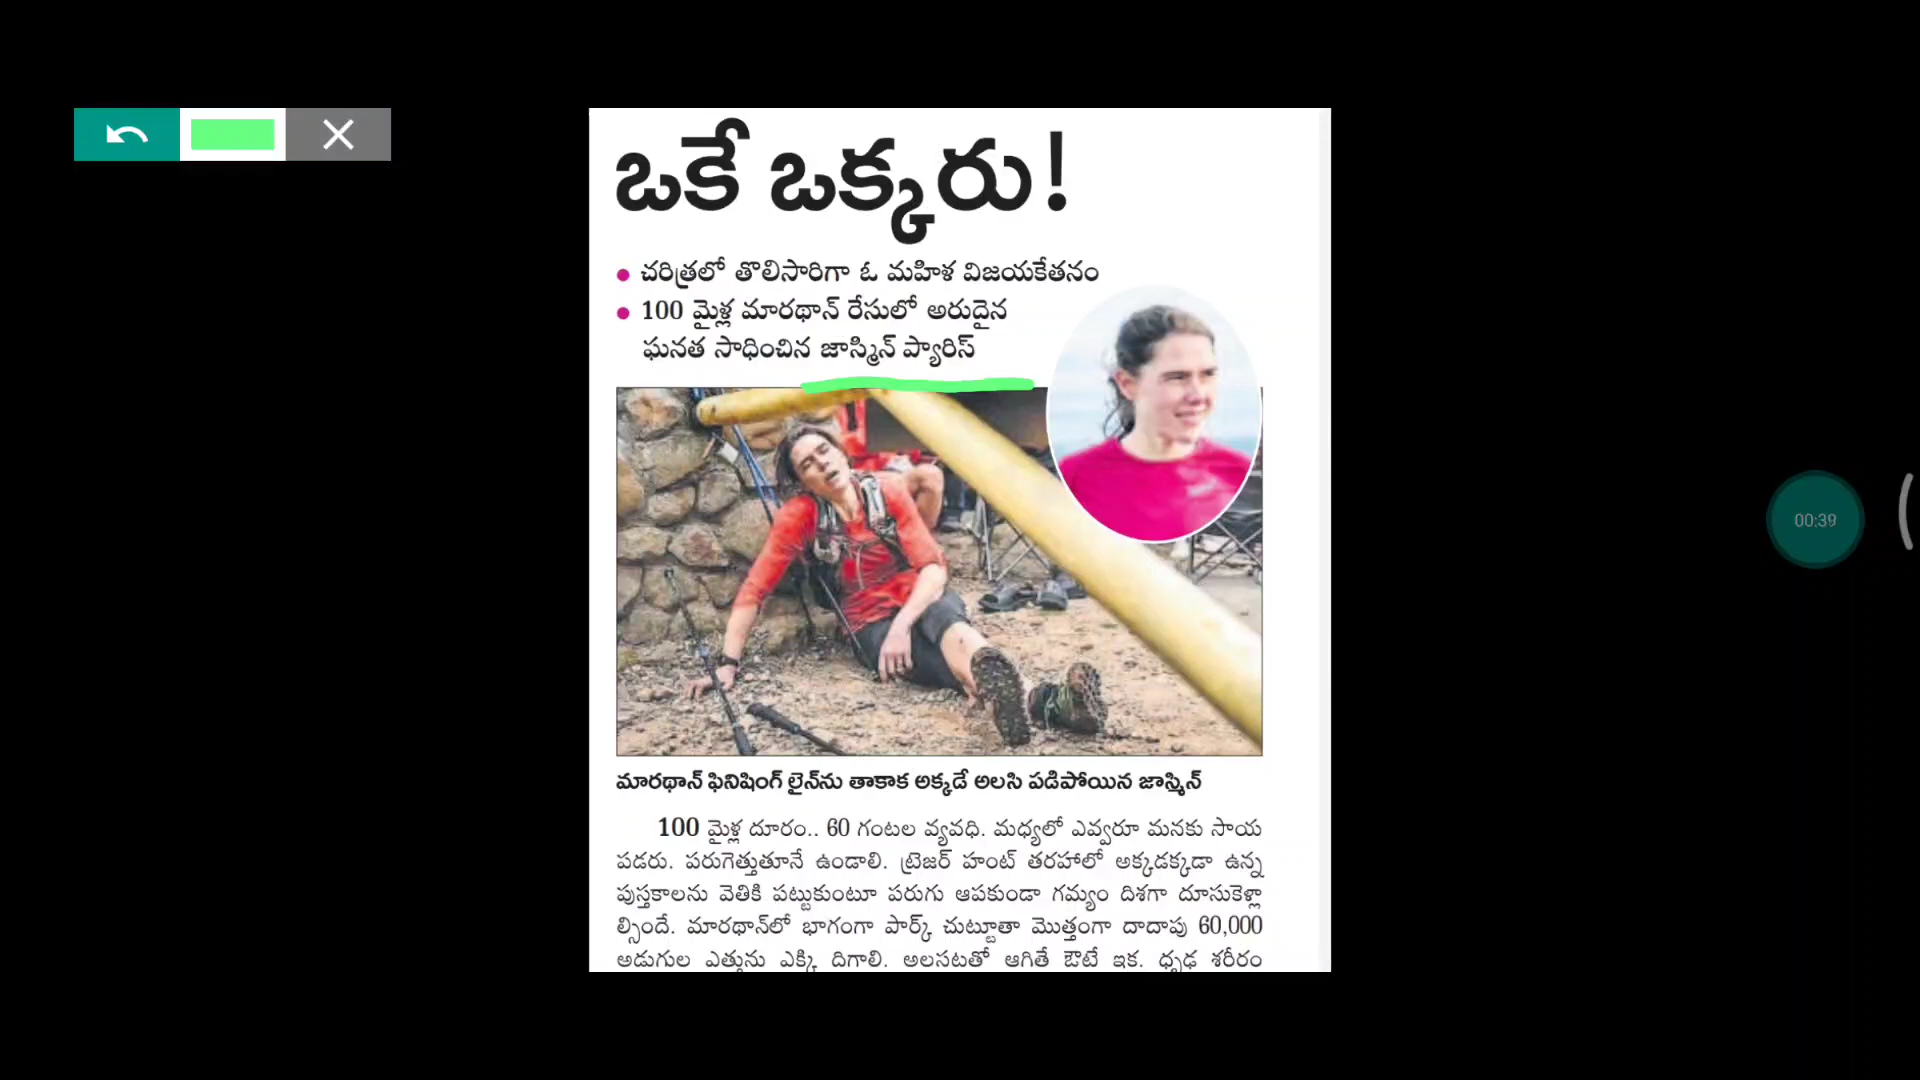 ఒకే ఒక్కరు!
● చరిత్రలో తొలిసారిగా ఓ మహిళ విజయకేతనం
● 100 మైళ్ల మారథాన్ రేసులో అరుదైన
ఘనత సాధించిన జాస్మిన్ ప్యారిస్
మారథాన్ ఫినిషింగ్ లైన్‌ను తాకాక అక్కడే అలసి పడిపోయిన జాస్మిన్
100 మైళ్ల దూరం.. 60 గంటల వ్యవధి. మధ్యలో ఎవ్వరూ మనకు సాయ
పడరు. పరుగెత్తుతూనే ఉండాలి. ట్రెజర్ హంట్ తరహాలో అక్కడక్కడా ఉన్న
పుస్తకాలను వెతికి పట్టుకుంటూ పరుగు ఆపకుండా గమ్యం దిశగా దూసుకెళ్లా
ల్సిందే. మారథాన్‌లో భాగంగా పార్క్ చుట్టూతా మొత్తంగా దాదాపు 60,000
అడుగుల ఎత్తును ఎక్కి దిగాలి. అలసటతో ఆగితే ఔటే ఇక. ధృఢ శరీరం
00:39